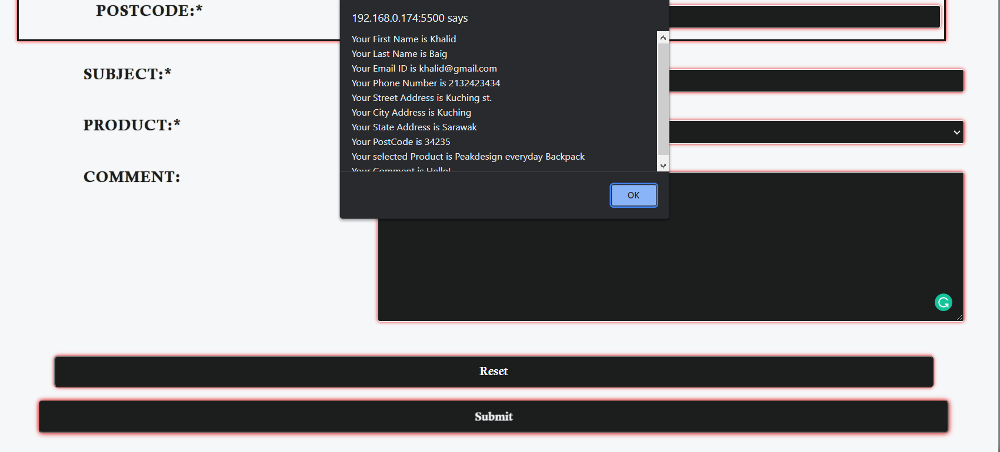 POSTCODE:*
192.168.0.174:5500 says
Your First Name is Khalid
Your Last Name is Baig
Your Email ID is khalid@gmail.com
Your Phone Number is 2132423434
Your Street Address is Kuching st.
Your City Address is Kuching
Your State Address is Sarawak
Your PostCode is 34235
Your selected Product is Peakdesign everyday Backpack
Your Comment is Hello!
OK
SUBJECT:*
PRODUCT:*
COMMENT:
Reset
Submit